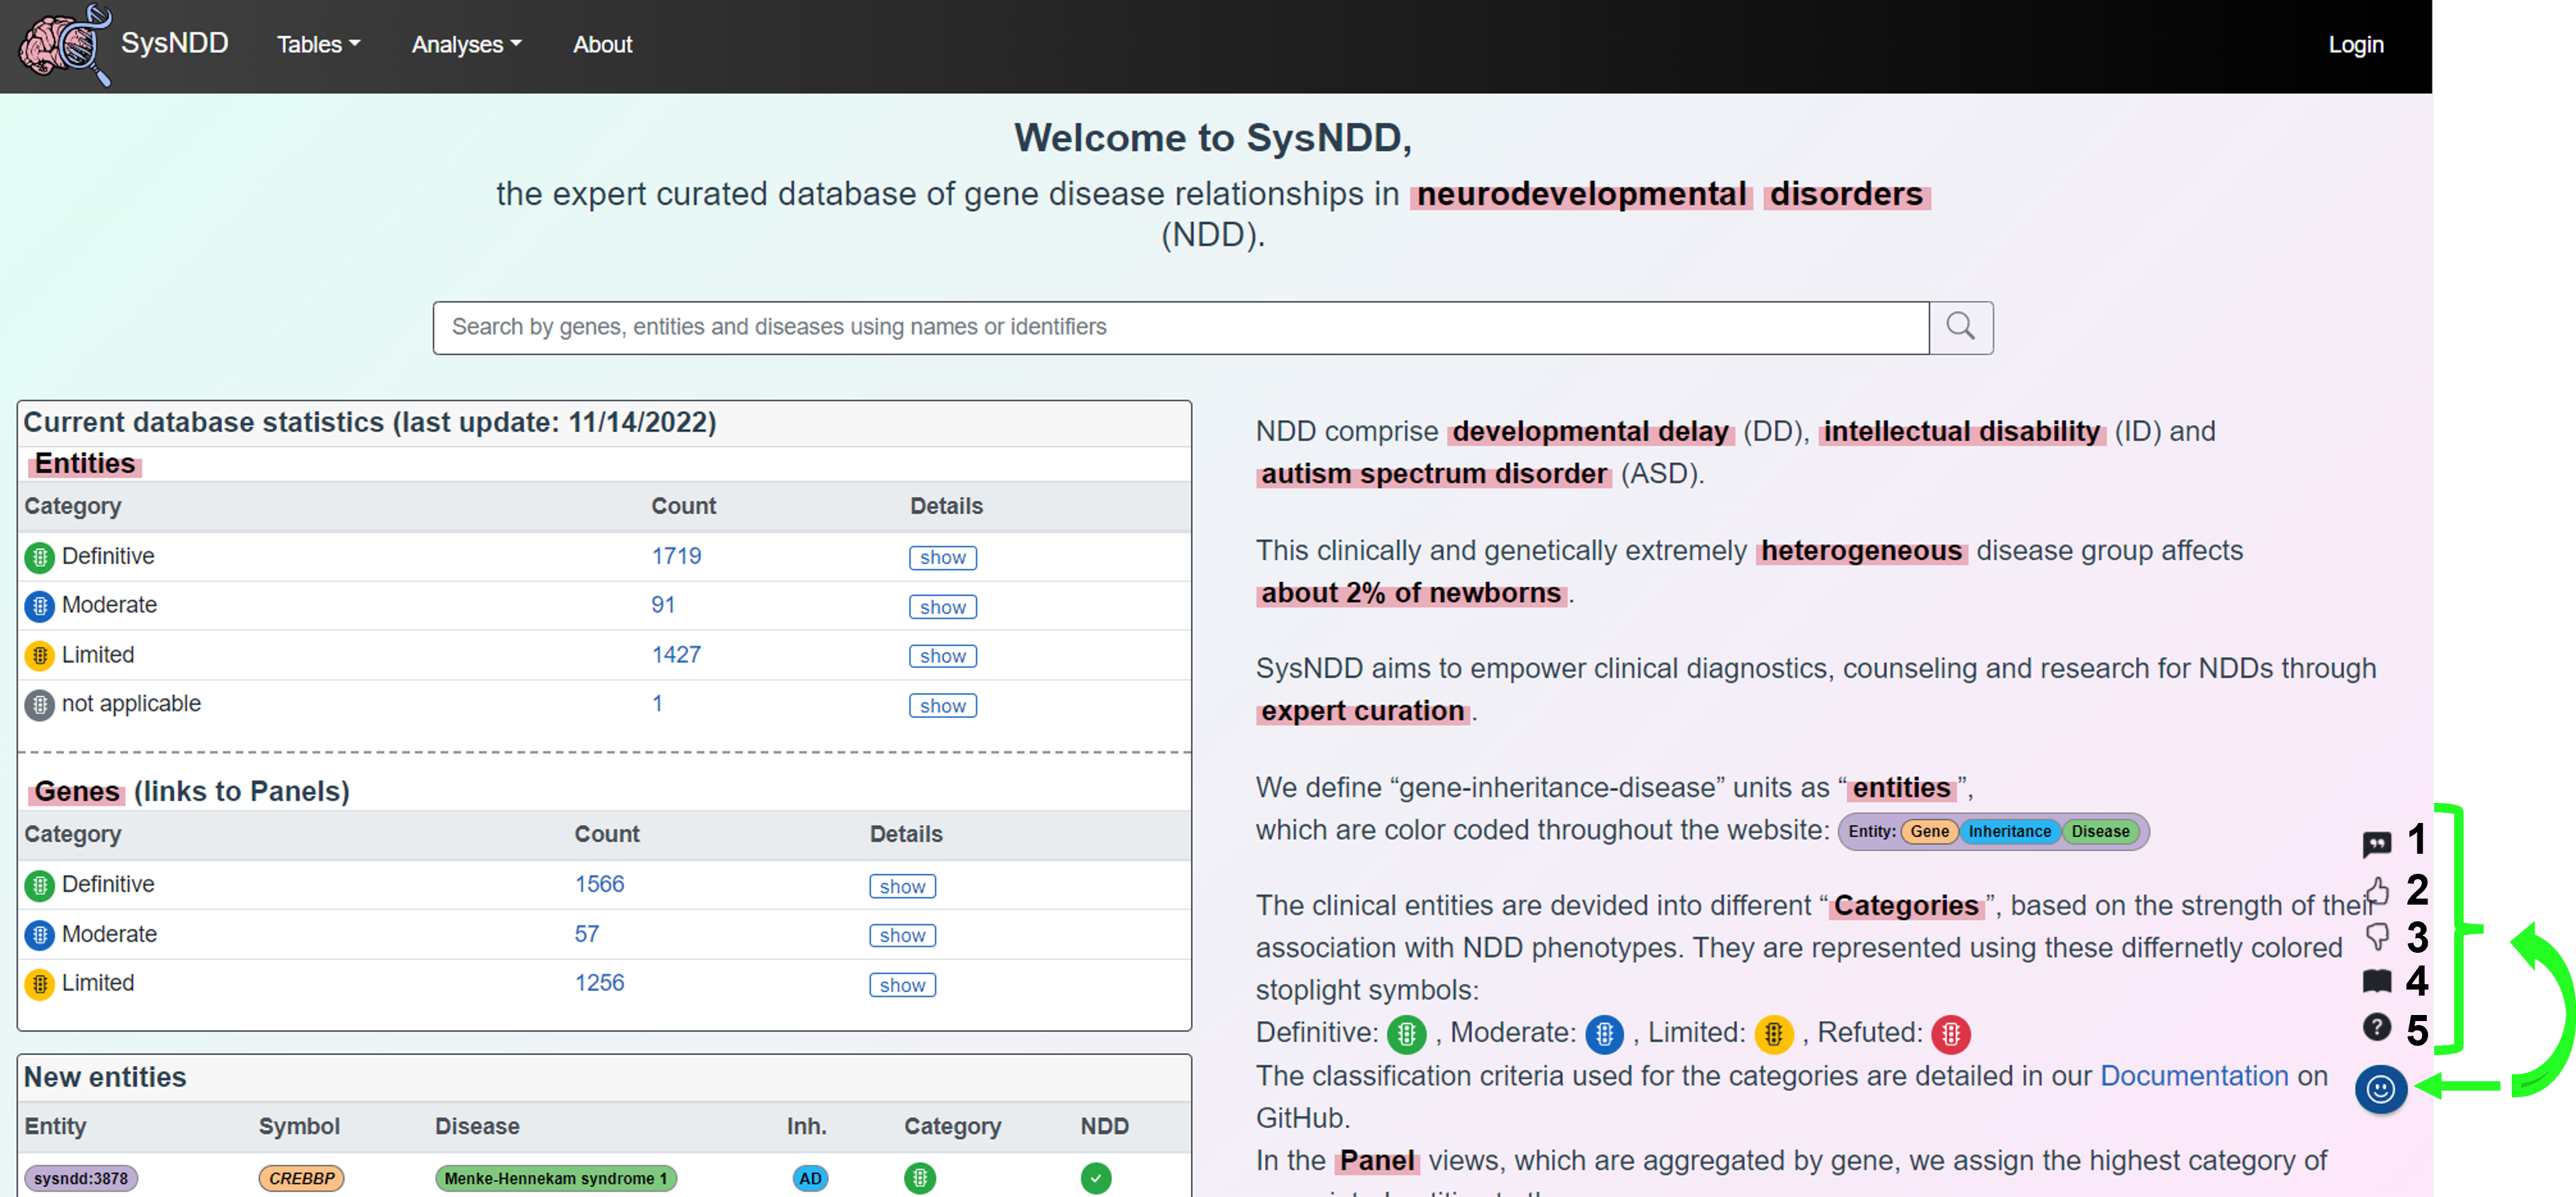 SysNDD Tables Analyses About Login
Welcome to SysNDD,
the expert curated database of gene disease relationships in neurodevelopmental disorders
(NDD).
Search by genes, entities and diseases using names or identifiers
Current database statistics (last update: 11/14/2022)
Entities
Category Count Details
Definitive 1719 show
Moderate 91 show
Limited 1427 show
not applicable 1 show
Genes (links to Panels)
Category Count Details
Definitive 1566 show
Moderate 57 show
Limited 1256 show
New entities
Entity Symbol Disease Inh. Category NDD
sysndd:3878 CREBBP Menke-Hennekam syndrome 1 AD
NDD comprise developmental delay (DD), intellectual disability (ID) and
autism spectrum disorder (ASD).
This clinically and genetically extremely heterogeneous disease group affects
about 2% of newborns.
SysNDD aims to empower clinical diagnostics, counseling and research for NDDs through
expert curation.
We define “gene-inheritance-disease” units as “entities”,
which are color coded throughout the website: Entity: Gene Inheritance Disease
The clinical entities are devided into different “Categories”, based on the strength of their
association with NDD phenotypes. They are represented using these differnetly colored
stoplight symbols:
Definitive: , Moderate: , Limited: , Refuted:
The classification criteria used for the categories are detailed in our Documentation on
GitHub.
In the Panel views, which are aggregated by gene, we assign the highest category of
1
2
3
4
? 5